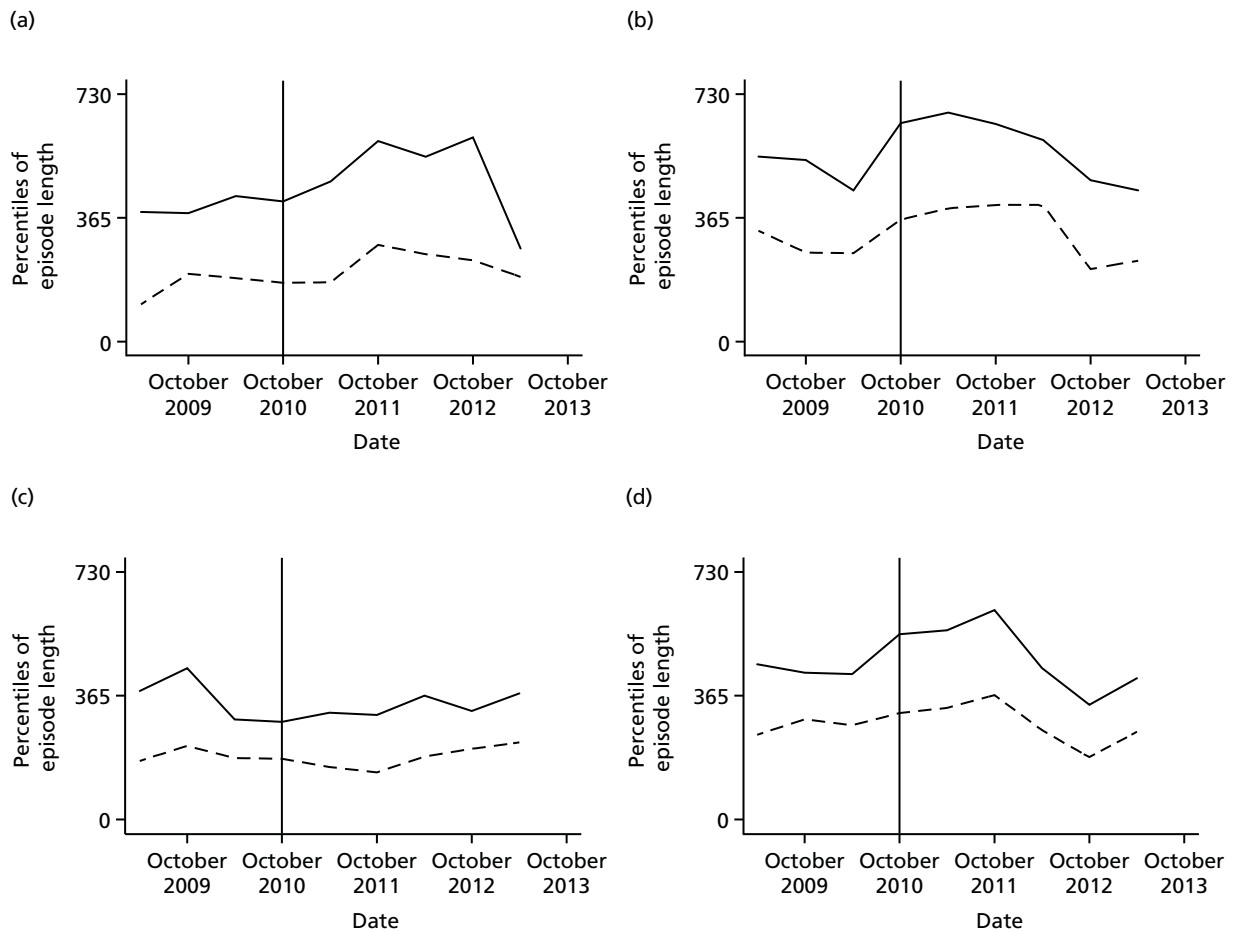 (a)
730
365
0
Percentiles of
episode length
October October October October October
2009 2010 2011 2012 2013
Date
(b)
730
365
0
Percentiles of
episode length
October October October October October
2009 2010 2011 2012 2013
Date
(c)
730
365
0
Percentiles of
episode length
October October October October October
2009 2010 2011 2012 2013
Date
(d)
730
365
0
Percentiles of
episode length
October October October October October
2009 2010 2011 2012 2013
Date